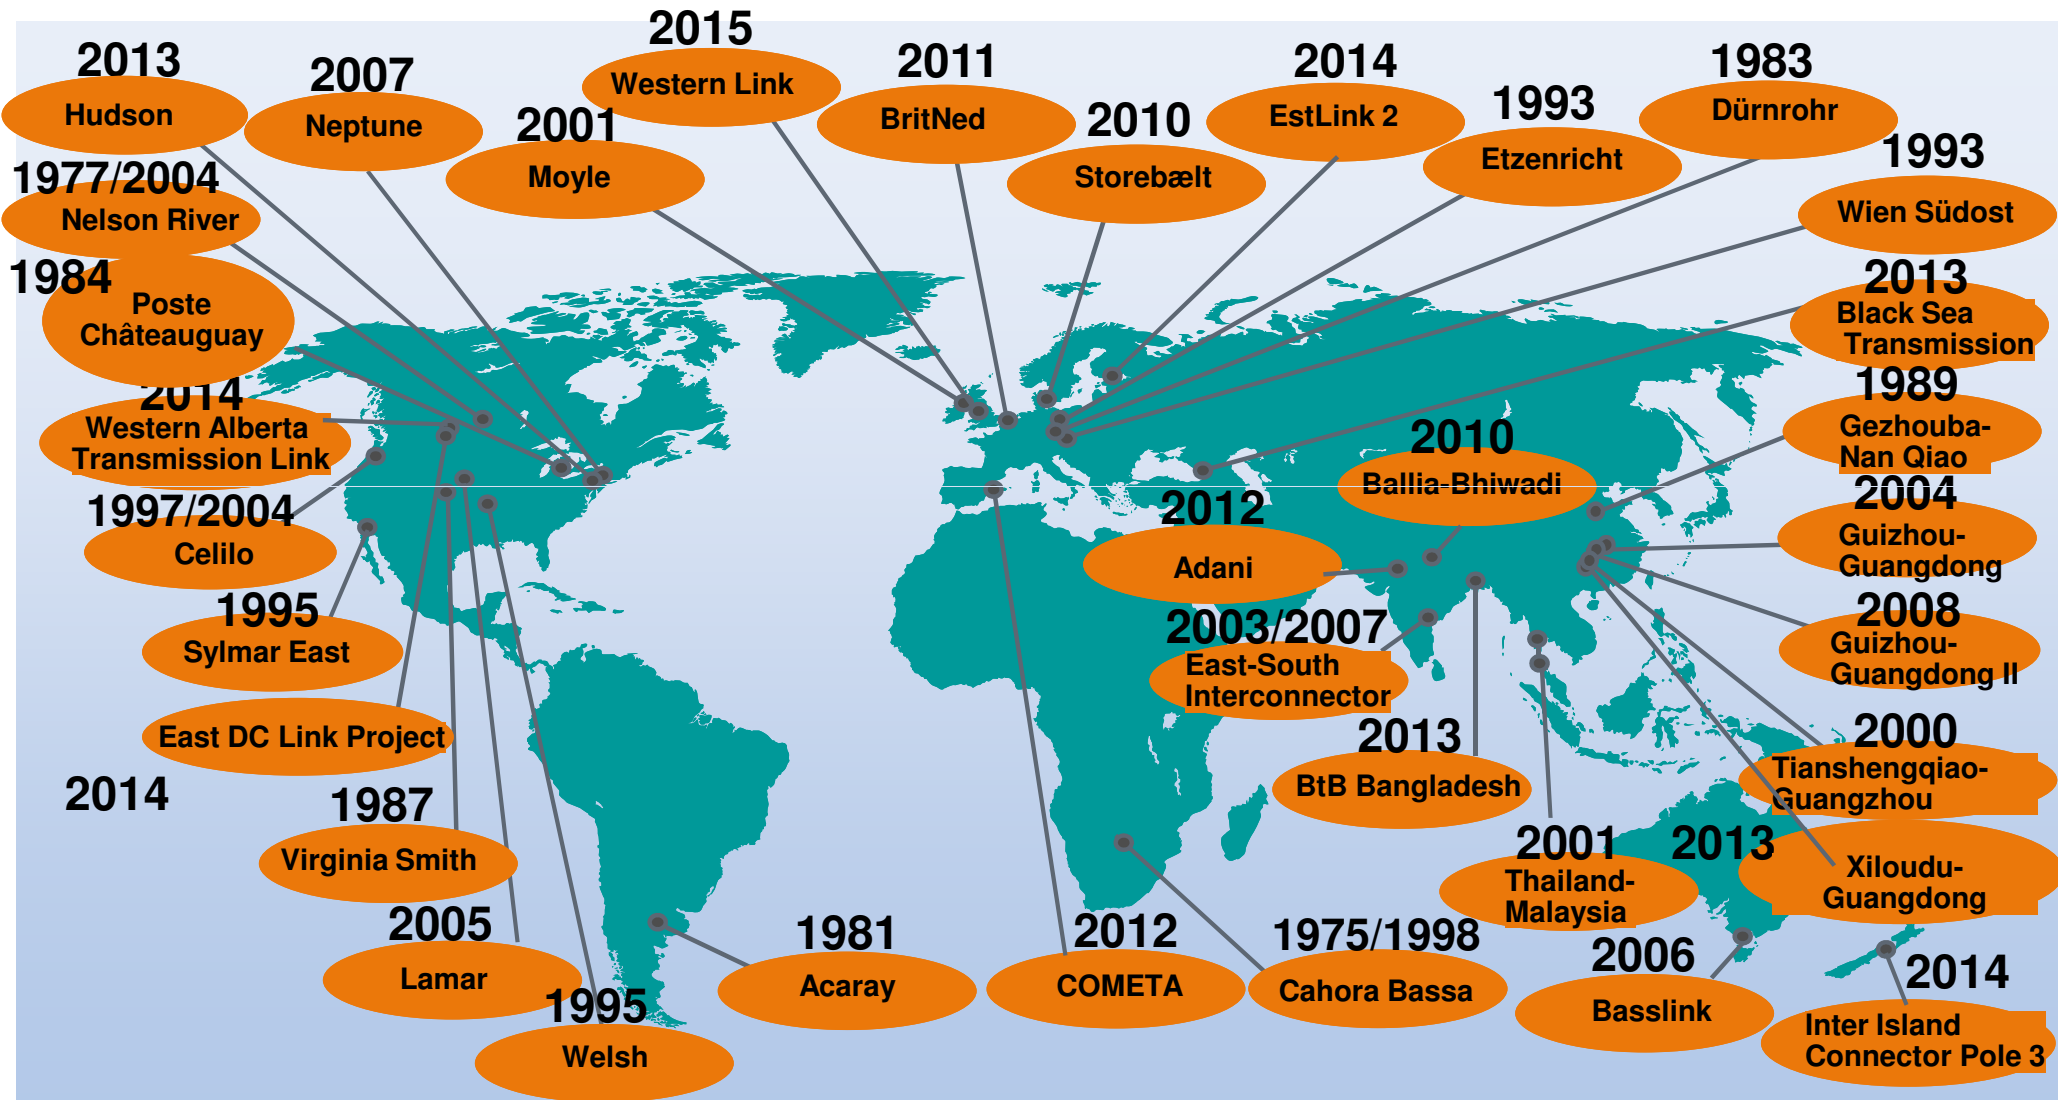 2013
Hudson
2007
Neptune
2001
Moyle
2015
Western Link
2011
BritNed
2010
Storebælt
2014
EstLink 2
1993
Etzenricht
1983
Dürnrohr
1993
Wien Südost
1977/2004
Nelson River
1984
Poste
Châteauguay
2014
Western Alberta
Transmission Link
1997/2004
Celilo
1995
Sylmar East
East DC Link Project
2014
1987
Virginia Smith
2005
Lamar
1995
Welsh
1981
Acaray
2012
COMETA
1975/1998
Cahora Bassa
2013
Black Sea
Transmission
1989
Gezhouba-
Nan Qiao
2010
Ballia-Bhiwadi
2012
Adani
2003/2007
East-South
Interconnector
2013
BtB Bangladesh
2004
Guizhou-
Guangdong
2008
Guizhou-
Guangdong II
2000
Tianshengqiao-
Guangzhou
2001
Thailand-
Malaysia
2013
Xiloudu-
Guangdong
2006
Basslink
2014
Inter Island
Connector Pole 3